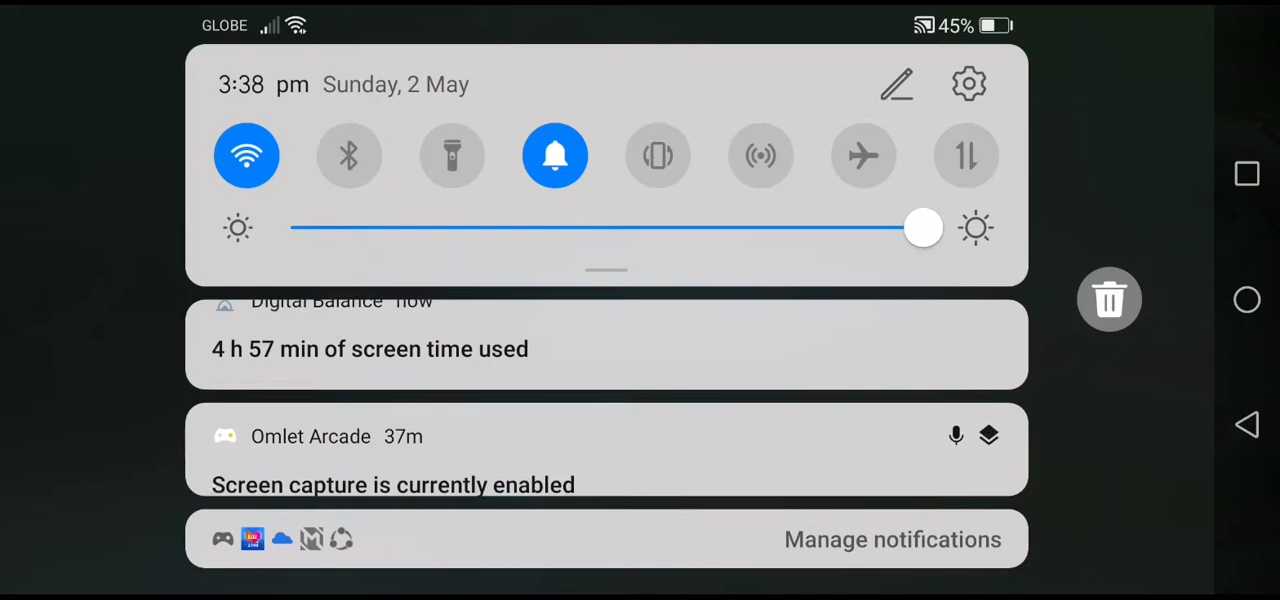 GLOBE 45%
3:38 pm Sunday, 2 May
Digital Balance now
4 h 57 min of screen time used
Omlet Arcade 37m
Screen capture is currently enabled
Manage notifications